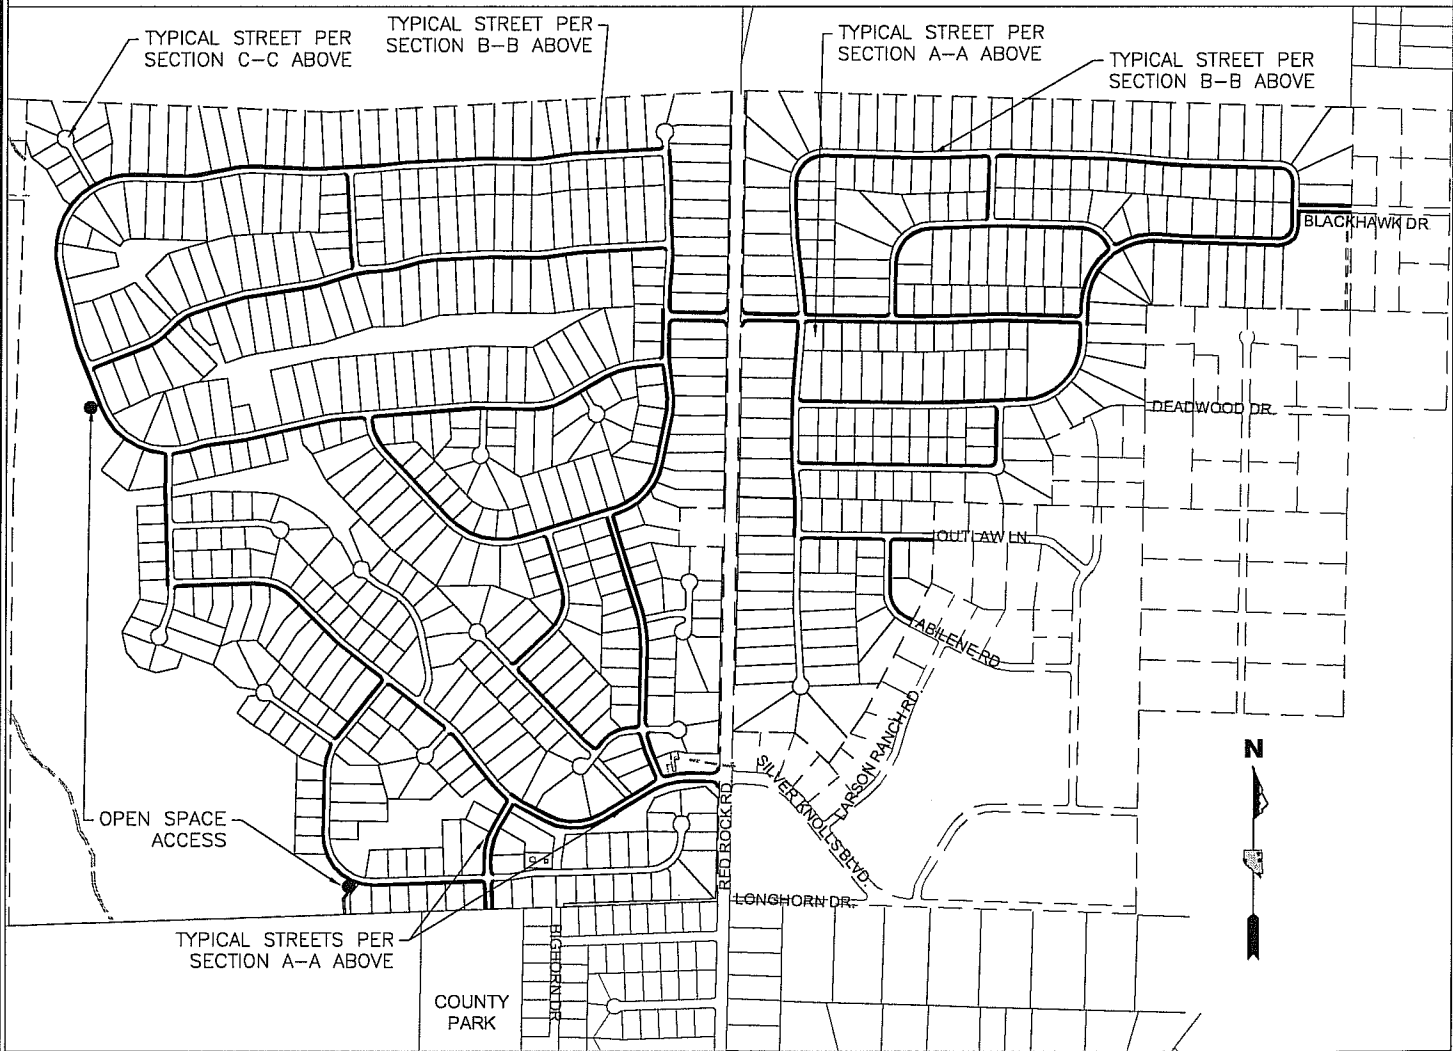 TYPICAL STREET PER
SECTION C-C ABOVE
TYPICAL STREET PER
SECTION B-B ABOVE
TYPICAL STREET PER
SECTION A-A ABOVE
TYPICAL STREET PER
SECTION B-B ABOVE
BLACKHAWK DR
DEADWOOD DR.
OUTLAW LN.
ABILENE RD.
LARSON RANCH RD.
SILVER KNOLLS BLVD.
RED ROCK RD.
LONGHORN DR.
OPEN SPACE
ACCESS
TYPICAL STREETS PER
SECTION A-A ABOVE
BIGHORN DR
COUNTY
PARK
N